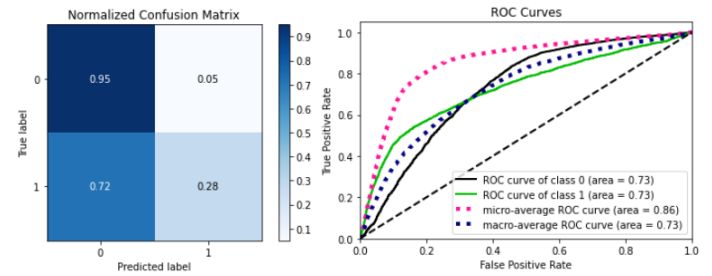 Normalized Confusion Matrix
True label
0
1
0.95
0.05
0.72
0.28
0
1
Predicted label
0.9
0.8
0.7
0.6
0.5
0.4
0.3
0.2
0.1
ROC Curves
True Positive Rate
1.0
0.8
0.6
0.4
0.2
0.0
ROC curve of class 0 (area = 0.73)
ROC curve of class 1 (area = 0.73)
micro-average ROC curve (area = 0.86)
macro-average ROC curve (area = 0.73)
0.0
0.2
0.4
0.6
0.8
1.0
False Positive Rate